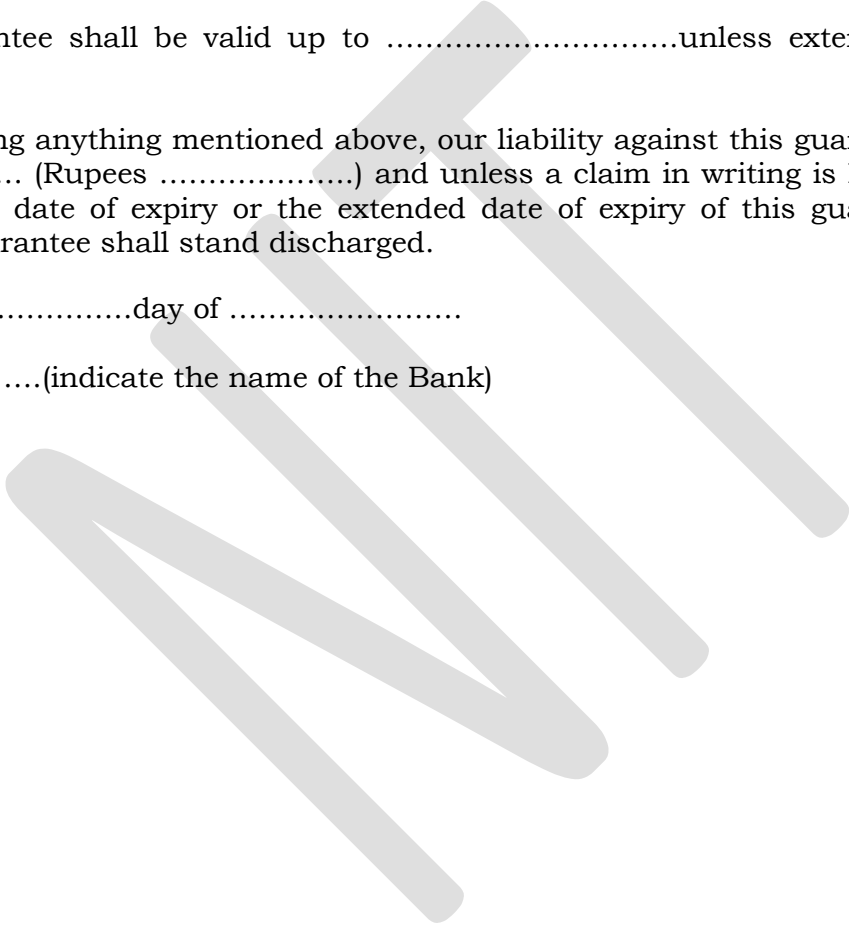 ntee shall be valid up to …………………………unless exter
ng anything mentioned above, our liability against this guar
… (Rupees ………………..) and unless a claim in writing is
date of expiry or the extended date of expiry of this gua
rantee shall stand discharged.
…………..day of ……………………
….(indicate the name of the Bank)
NIT